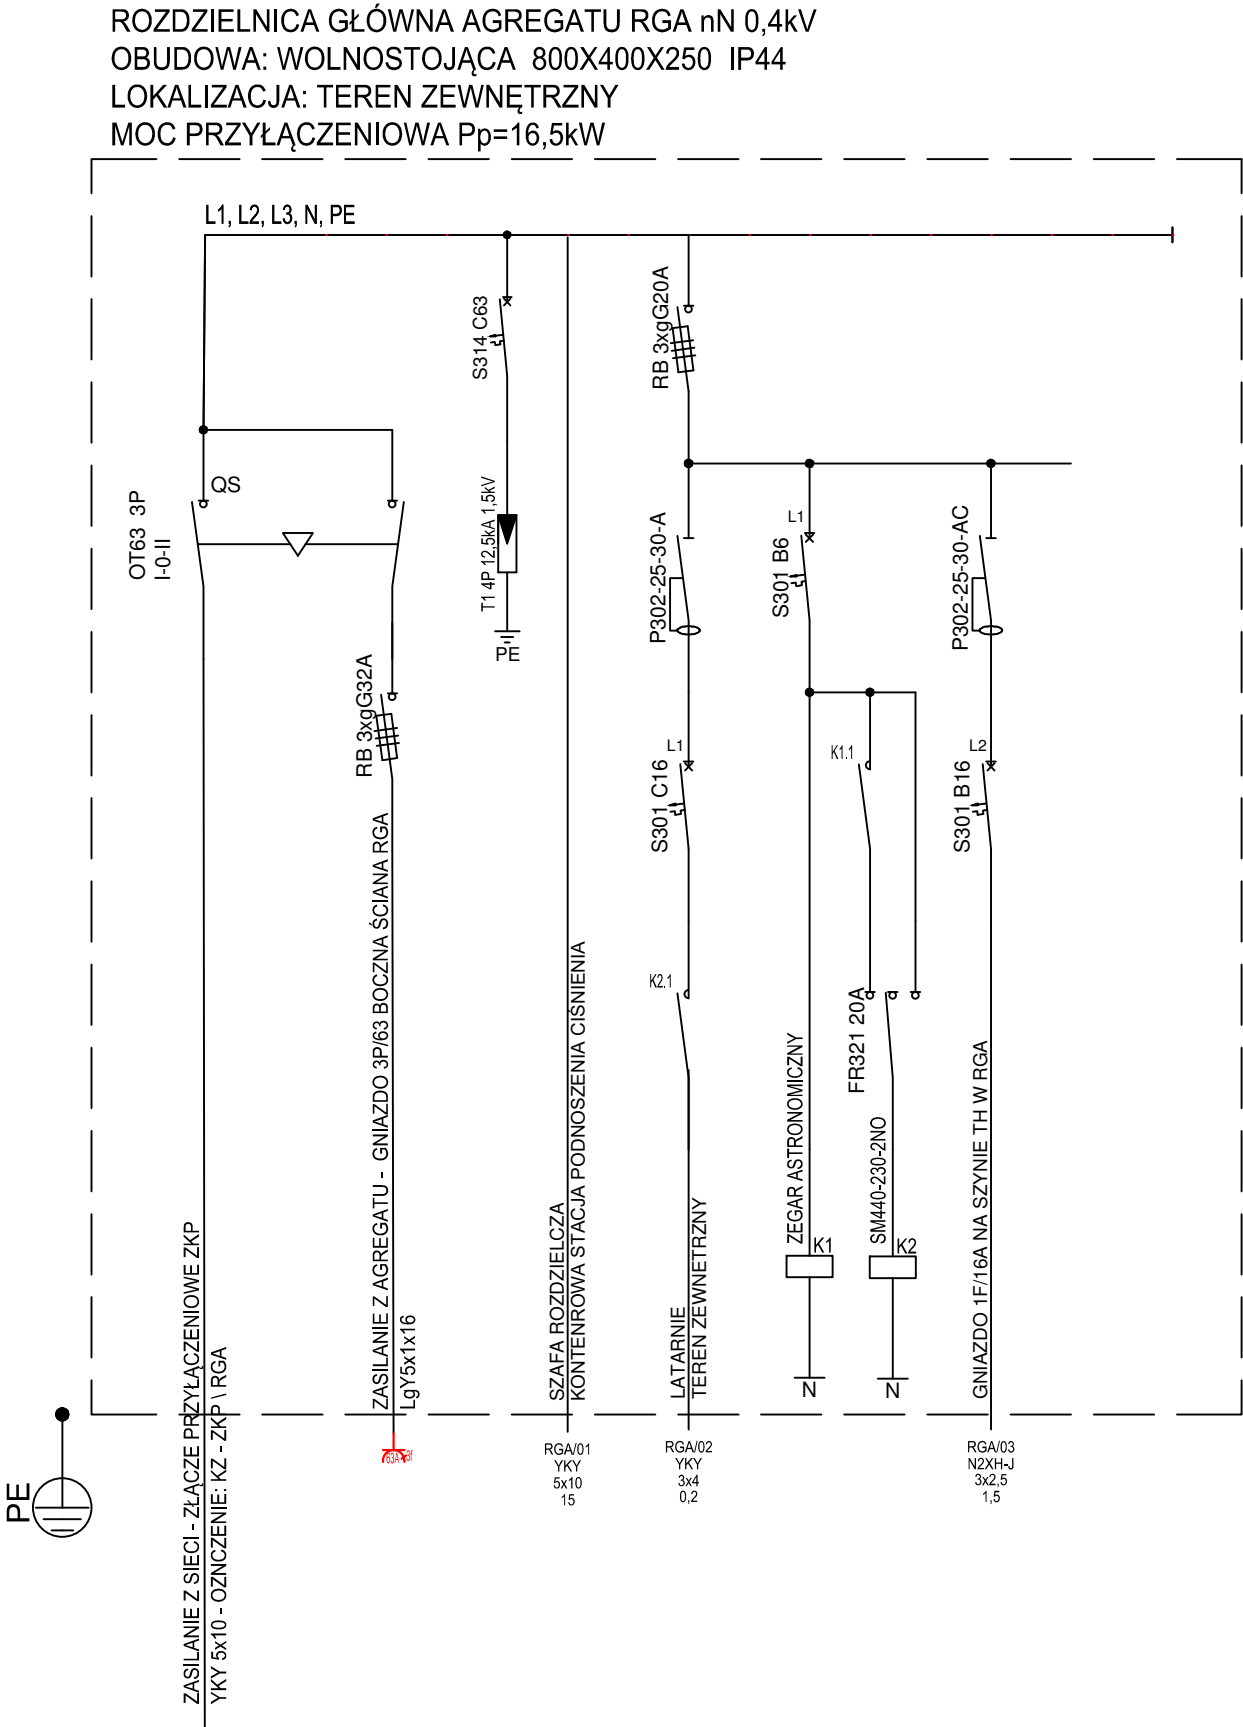 ROZDZIELNICA GŁÓWNA AGREGATU RGA nN 0,4kV
OBUDOWA: WOLNOSTOJĄCA 800X400X250 IP44
LOKALIZACJA: TEREN ZEWNĘTRZNY
MOC PRZYŁĄCZENIOWA Pp=16,5kW
L1, L2, L3, N, PE
QS
OT63 3P
I-0-II
RB 3xgG32A
ZASILANIE Z AGREGATU - GNIAZDO 3P/63 BOCZNA ŚCIANA RGA
LgY5x1x16
63A 3f
ZASILANIE Z SIECI - ZŁĄCZE PRZYŁĄCZENIOWE ZKP
YKY 5x10 - OZNCZENIE: KZ - ZKP \ RGA
PE
S314 C63
T1 4P 12,5kA 1,5kV
PE
SZAFA ROZDZIELCZA
KONTENROWA STACJA PODNOSZENIA CIŚNIENIA
RGA/01
YKY
5x10
15
RB 3xgG20A
P302-25-30-A
L1
S301 C16
K2.1
LATARNIE
TEREN ZEWNETRZNY
RGA/02
YKY
3x4
0,2
L1
S301 B6
ZEGAR ASTRONOMICZNY
K1
N
K1.1
FR321 20A
SM440-230-2NO
K2
N
P302-25-30-AC
L2
S301 B16
GNIAZDO 1F/16A NA SZYNIE TH W RGA
RGA/03
N2XH-J
3x2,5
1,5